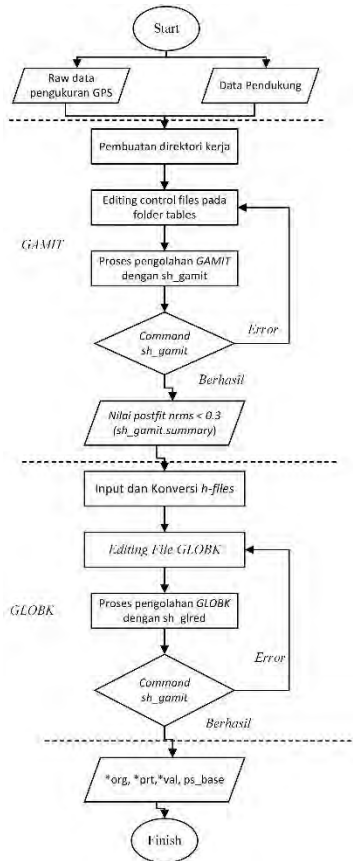 Start
Raw data
pengukuran GPS
Data Pendukung
Pembuatan direktori kerja
Editing control files pada
folder tables
GAMIT
Proses pengolahan GAMIT
dengan sh_gamit
Command
sh_gamit
Error
Berhasil
Nilai postfit nrms < 0.3
(sh_gamit.summary)
Input dan Konversi h-files
Editing File GLOBK
GLOBK
Proses pengolahan GLOBK
dengan sh_glred
Error
Command
sh_gamit
Berhasil
*org, *prt,*val, ps_base
Finish